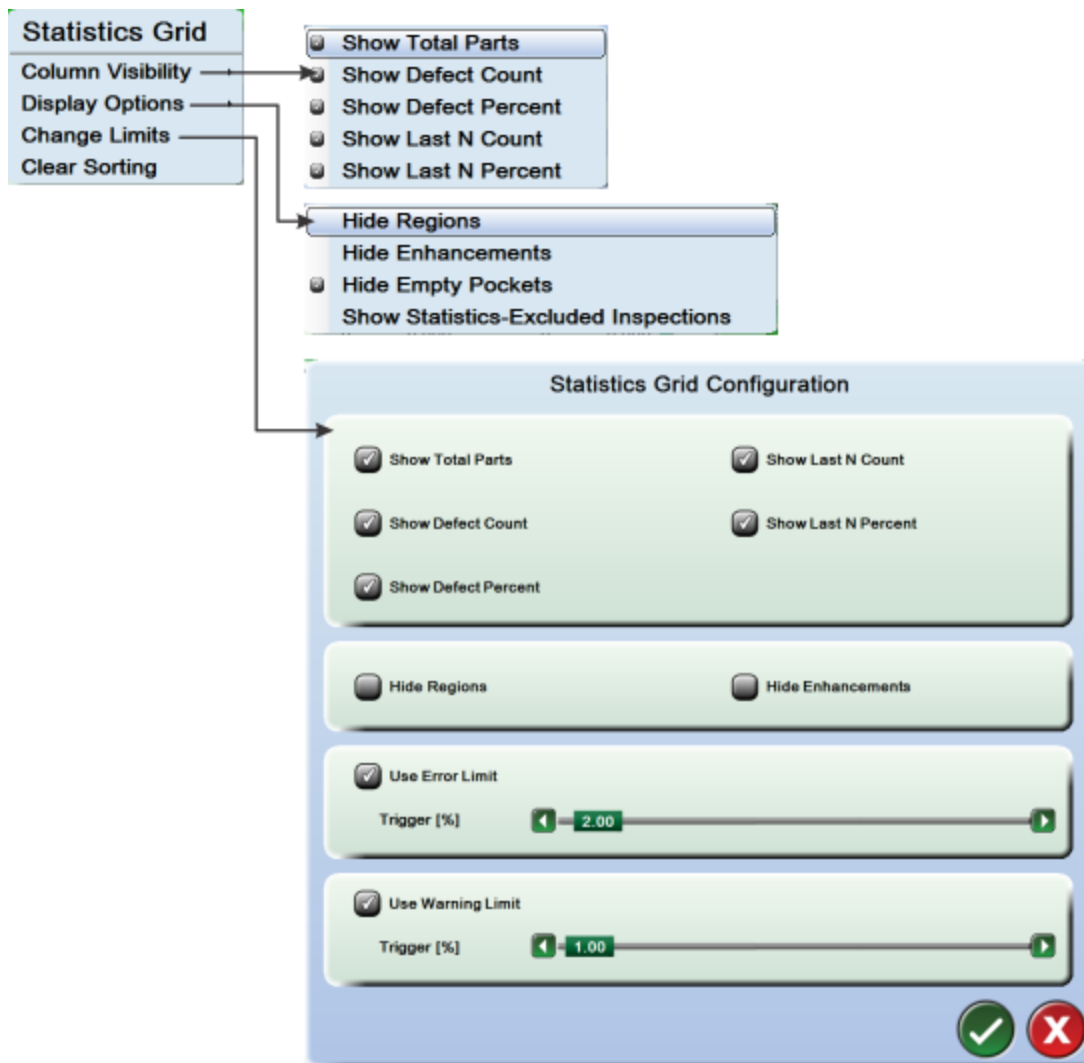 Statistics Grid
Column Visibility
Display Options
Change Limits
Clear Sorting
Show Total Parts
Show Defect Count
Show Defect Percent
Show Last N Count
Show Last N Percent
Hide Regions
Hide Enhancements
Hide Empty Pockets
Show Statistics-Excluded Inspections
Statistics Grid Configuration
Show Total Parts
Show Last N Count
Show Defect Count
Show Last N Percent
Show Defect Percent
Hide Regions
Hide Enhancements
Use Error Limit
Trigger [%]
2.00
Use Warning Limit
Trigger [%]
1.00